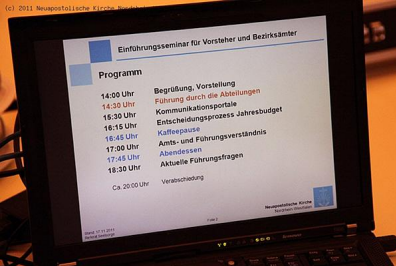 (c) 2011 Neuapostolische Kirche
Einführungsseminar für Vorsteher und Bezirksämter
Programm
14:00 Uhr Begrüßung, Vorstellung
14:30 Uhr Führung durch die Abteilungen
15:30 Uhr Kommunikationsportale
16:15 Uhr Entscheidungsprozess Jahresbudget
16:45 Uhr Kaffeepause
17:00 Uhr Amts- und Führungsverständnis
17:45 Uhr Abendessen
18:30 Uhr Aktuelle Führungsfragen
Ca. 20:00 Uhr Verabschiedung
Neuapostolische Kirche
Nordrhein-Westfalen